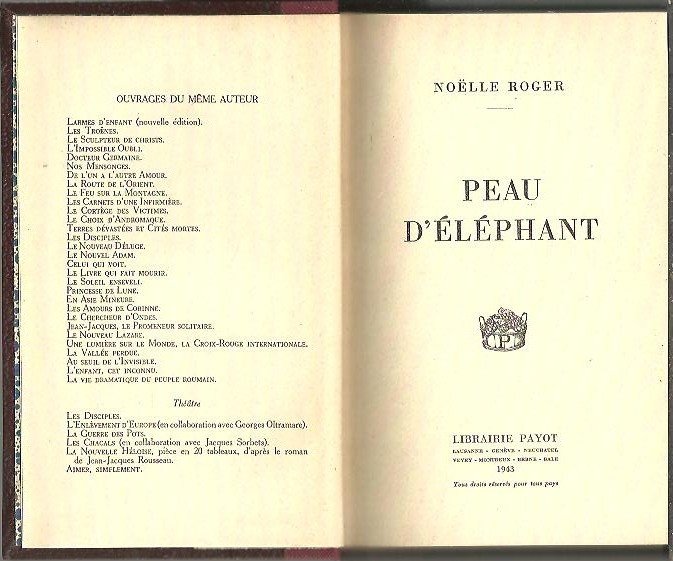 OUVRAGES DU MÊME AUTEUR
LARMES D'ENFANT (nouvelle édition).
LES TROÈNES.
LE SCULPTEUR DE CHRISTS.
L'IMPOSSIBLE OUBLI.
DOCTEUR GERMAINE.
NOS MENSONGES.
DE L'UN A L'AUTRE AMOUR.
LA ROUTE DE L'ORIENT.
LE FEU SUR LA MONTAGNE.
LES CARNETS D'UNE INFIRMIÈRE.
LE CORTÈGE DES VICTIMES.
LE CHOIX D'ANDROMAQUE.
TERRES DÉVASTÉES ET CITÉS MORTES.
LES DISCIPLES.
LE NOUVEAU DÉLUGE.
LE NOUVEL ADAM.
CELUI QUI VOIT.
LE LIVRE QUI FAIT MOURIR.
LE SOLEIL ENSEVELI.
PRINCESSE DE LUNE.
EN ASIE MINEURE.
LES AMOURS DE CORINNE.
LE CHERCHEUR D'ONDES.
JEAN-JACQUES, LE PROMENEUR SOLITAIRE.
LE NOUVEAU LAZARE.
UNE LUMIÈRE SUR LE MONDE, LA CROIX-ROUGE INTERNATIONALE.
LA VALLÉE PERDUE.
AU SEUIL DE L'INVISIBLE.
L'ENFANT, CET INCONNU.
LA VIE DRAMATIQUE DU PEUPLE ROUMAIN.
Théâtre
LES DISCIPLES.
L'ENLÈVEMENT D'EUROPE (en collaboration avec Georges Oltramare).
LA GUERRE DES POTS.
LES CHACALS (en collaboration avec Jacques Sorbets).
LA NOUVELLE HÉLOÏSE, pièce en 20 tableaux, d'après le roman
de Jean-Jacques Rousseau.
AIMER, SIMPLEMENT.
NOËLLE ROGER
PEAU
D'ÉLÉPHANT
LIBRAIRIE PAYOT
LAUSANNE - GENÈVE - NEUCHATEL
VEVEY - MONTREUX - BERNE - BALE
1943
Tous droits réservés pour tous pays